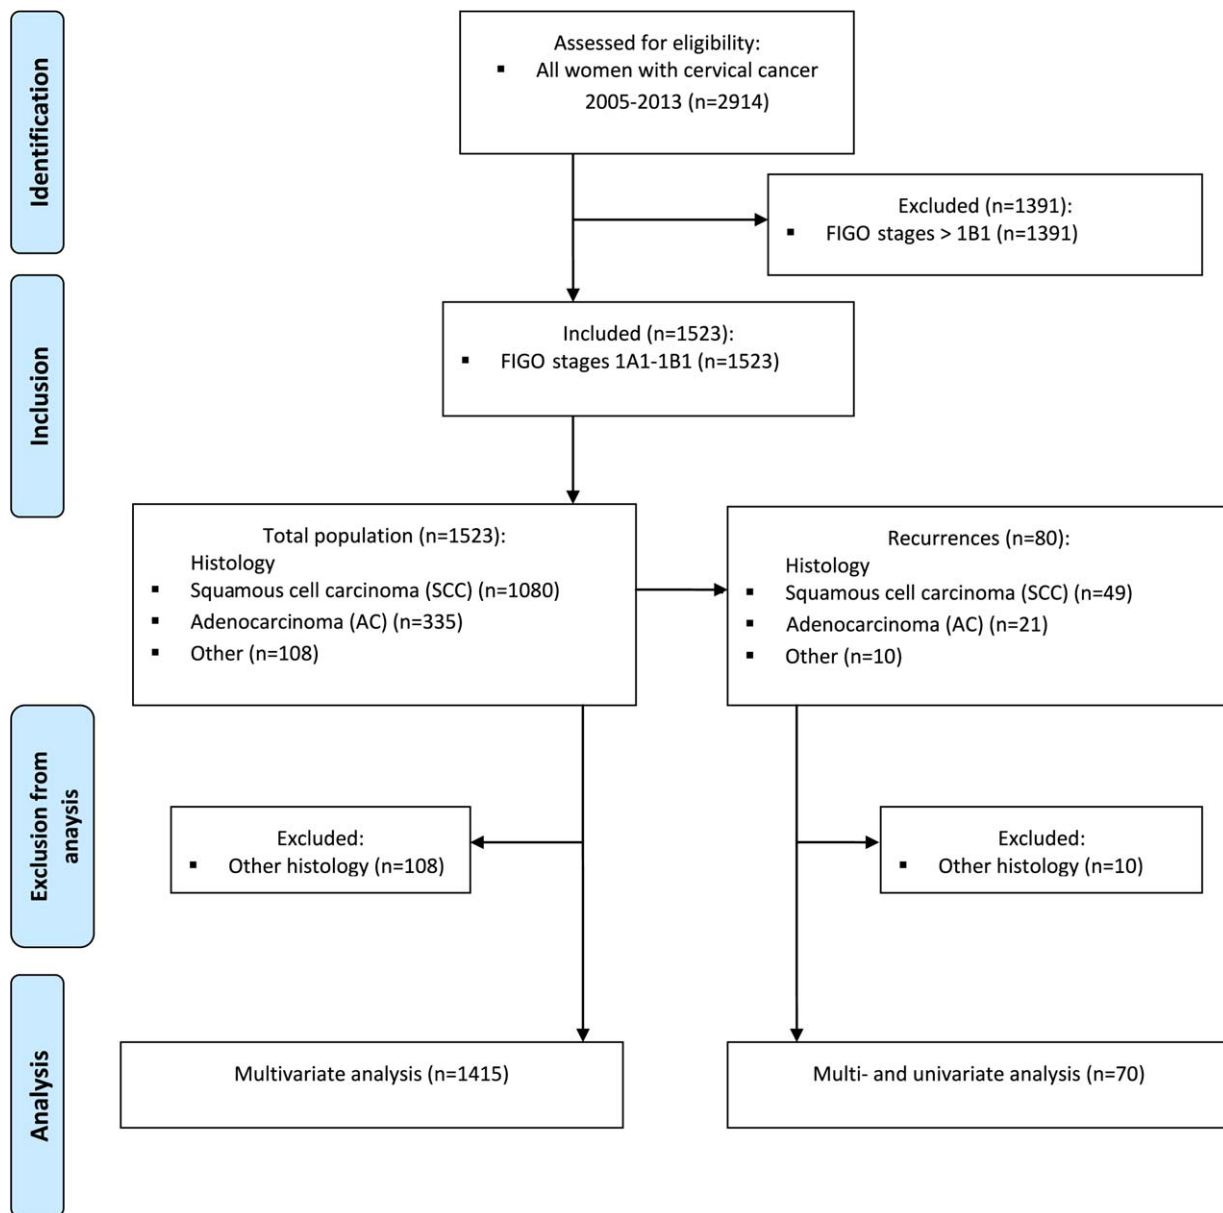 Identification
Assessed for eligibility:
▪ All women with cervical cancer
2005-2013 (n=2914)
Excluded (n=1391):
▪ FIGO stages > 1B1 (n=1391)
Inclusion
Included (n=1523):
▪ FIGO stages 1A1-1B1 (n=1523)
Total population (n=1523):
Histology
▪ Squamous cell carcinoma (SCC) (n=1080)
▪ Adenocarcinoma (AC) (n=335)
▪ Other (n=108)
Recurrences (n=80):
Histology
▪ Squamous cell carcinoma (SCC) (n=49)
▪ Adenocarcinoma (AC) (n=21)
▪ Other (n=10)
Exclusion from
anaysis
Excluded:
▪ Other histology (n=108)
Excluded:
▪ Other histology (n=10)
Analysis
Multivariate analysis (n=1415)
Multi- and univariate analysis (n=70)